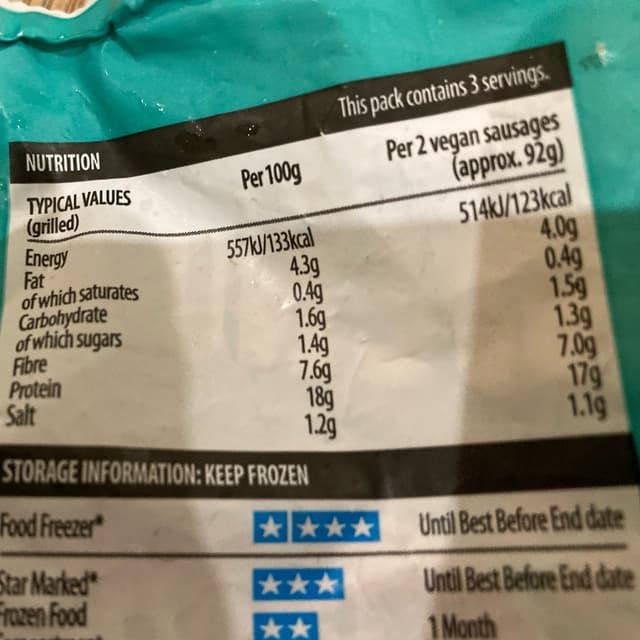 This pack contains 3 servings.
NUTRITION
TYPICAL VALUES
(grilled)
Per 100g
Per 2 vegan sausages
(approx. 92g)
Energy 557kJ/133kcal 514kJ/123kcal
Fat 4.3g 4.0g
of which saturates 0.4g 0.4g
Carbohydrate 1.6g 1.5g
of which sugars 1.4g 1.3g
Fibre 7.6g 7.0g
Protein 18g 17g
Salt 1.2g 1.1g
STORAGE INFORMATION: KEEP FROZEN
Food Freezer* Until Best Before End date
Star Marked* Until Best Before End date
Frozen Food 1 Month